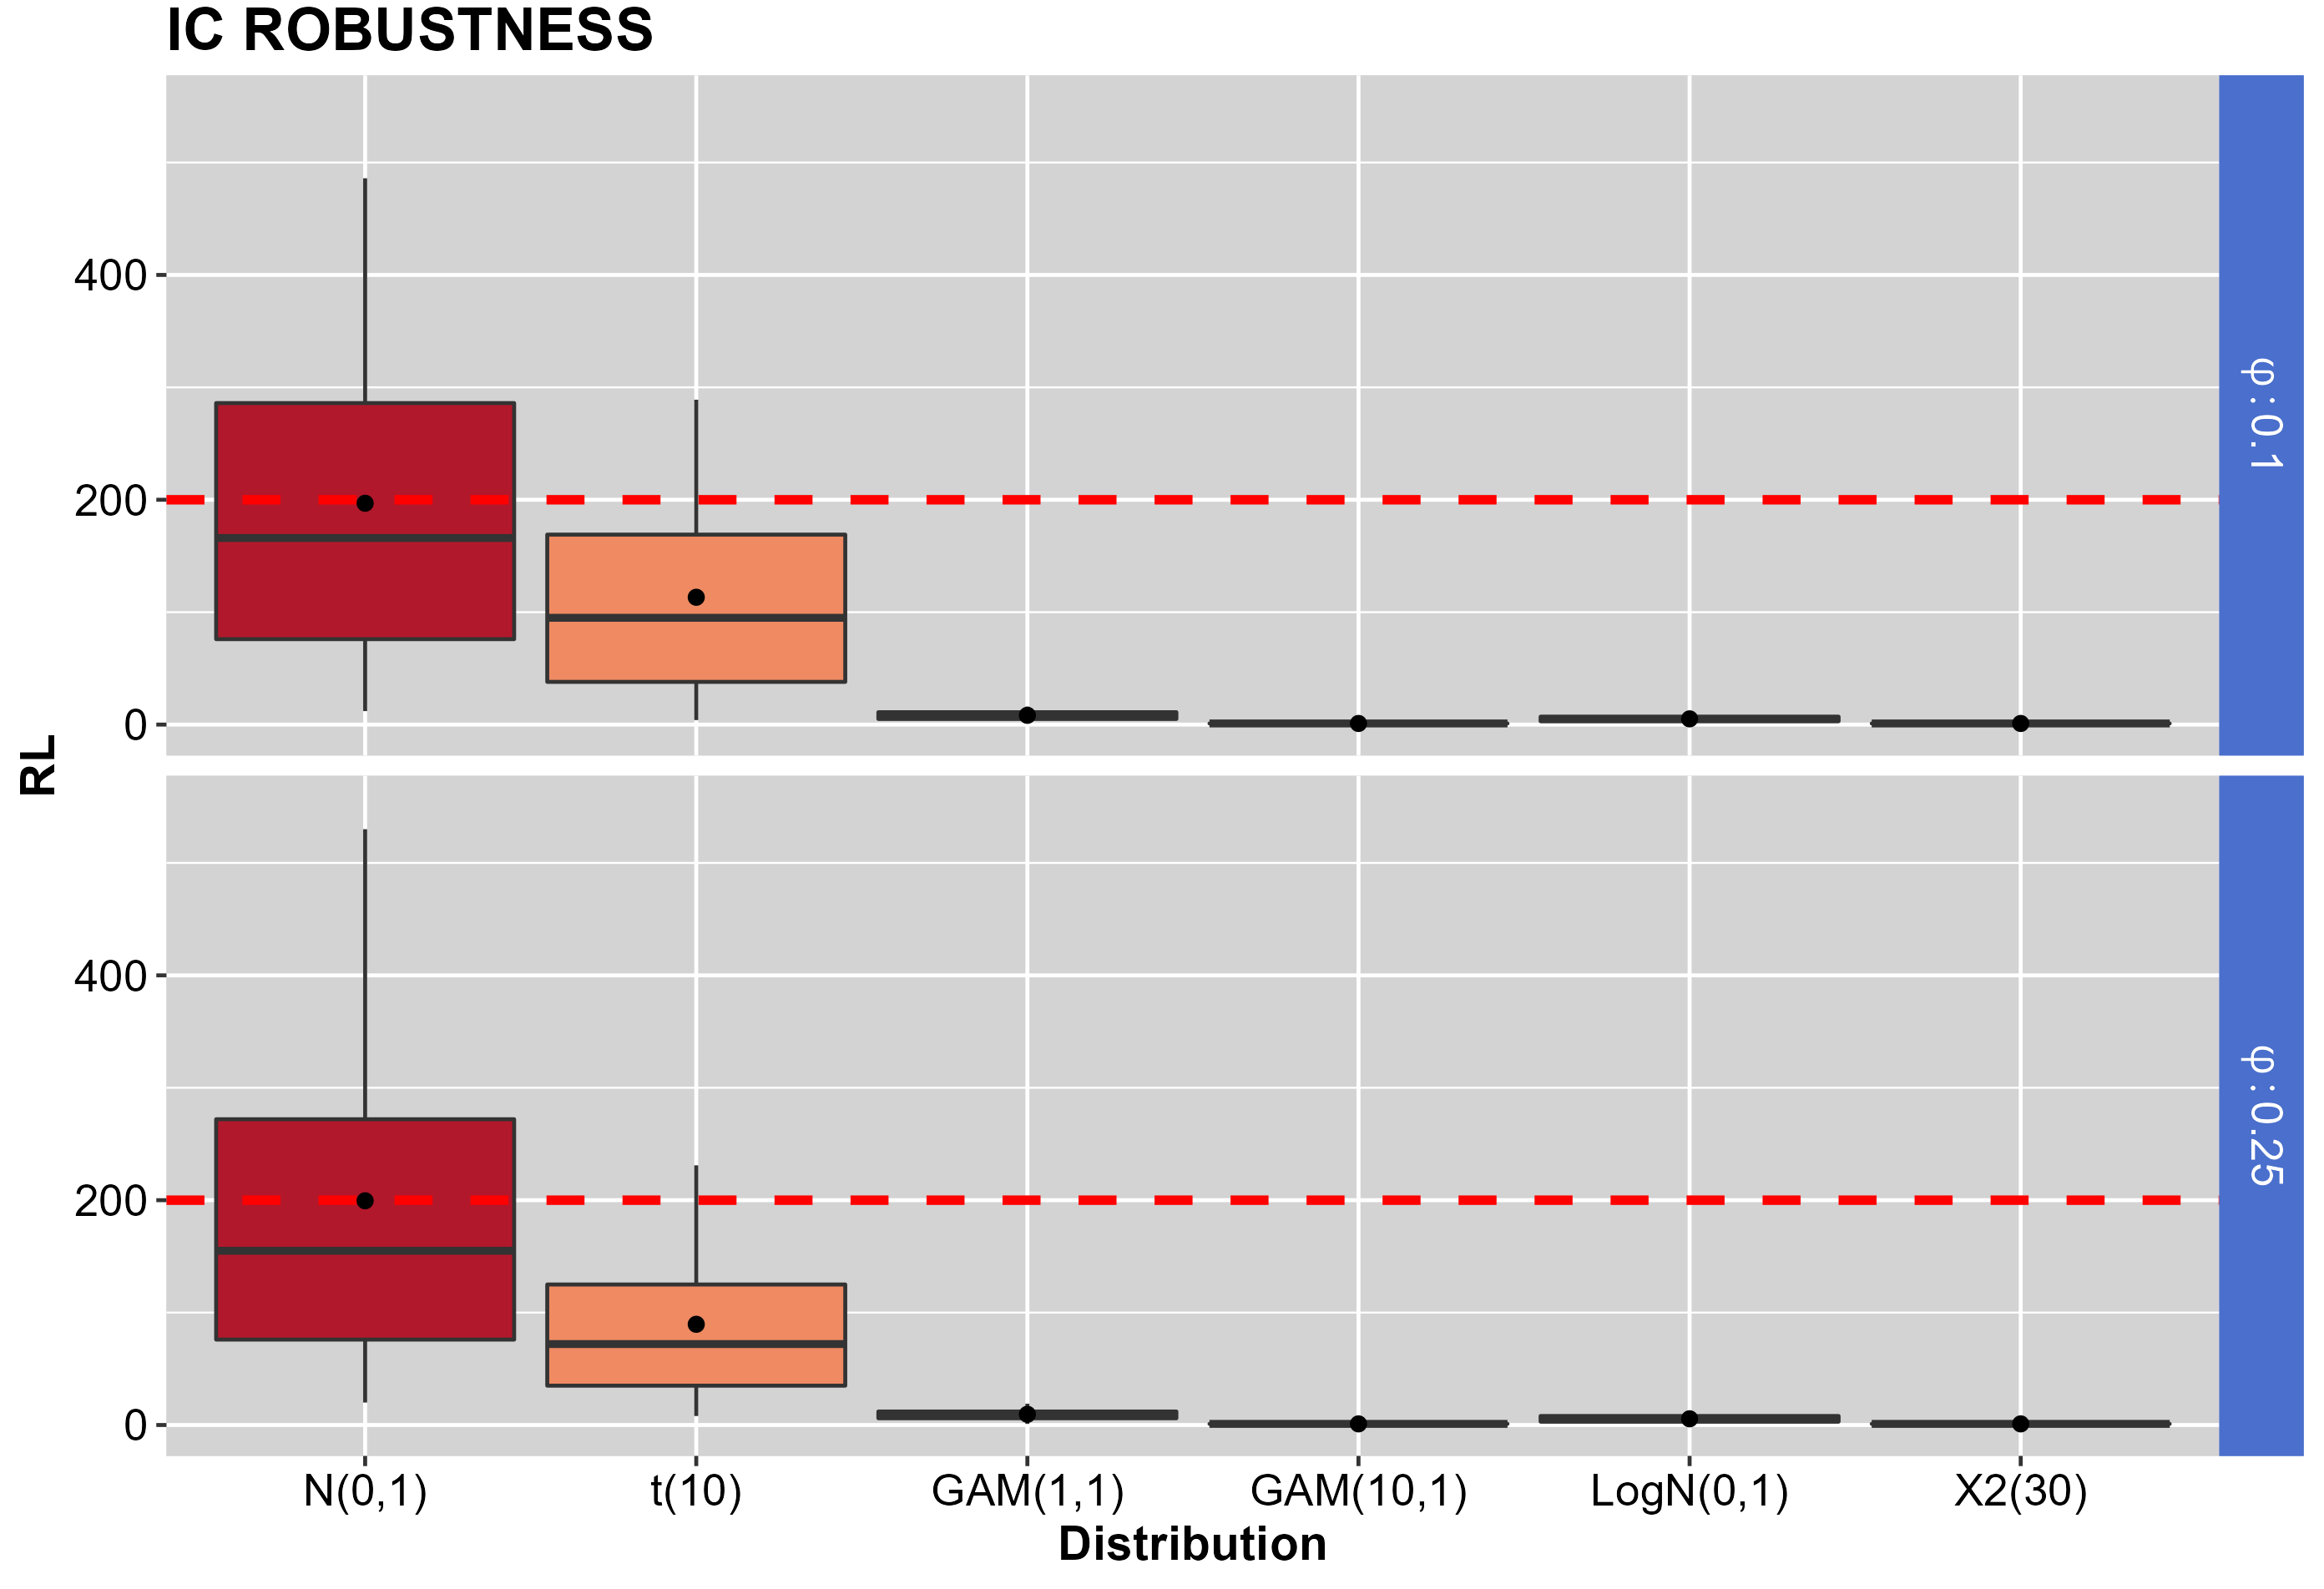 IC ROBUSTNESS
RL
400
200
0
φ : 0.1
400
200
0
φ : 0.25
N(0,1) t(10) GAM(1,1) GAM(10,1) LogN(0,1) X2(30)
Distribution